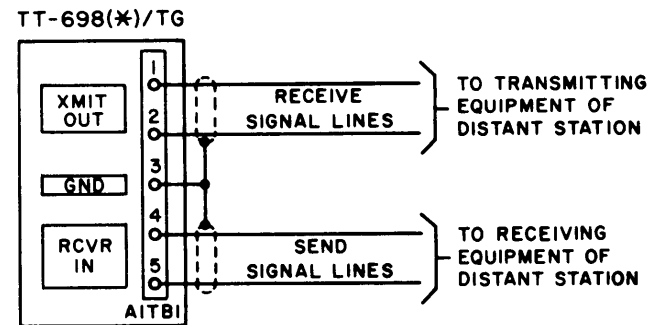 TT-698(*)/TG
XMIT
OUT
GND
RCVR
IN
1
2
3
4
5
A1TB1
RECEIVE
SIGNAL LINES
TO TRANSMITTING
EQUIPMENT OF
DISTANT STATION
SEND
SIGNAL LINES
TO RECEIVING
EQUIPMENT OF
DISTANT STATION